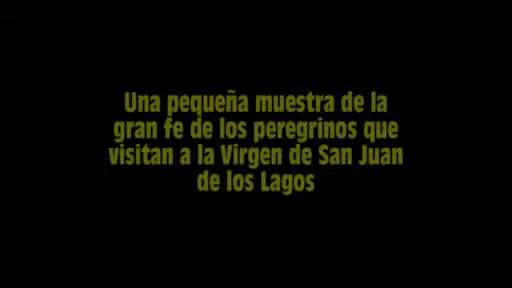 Una pequeña muestra de la
gran fe de los peregrinos que
visitan a la Virgen de San Juan
de los Lagos